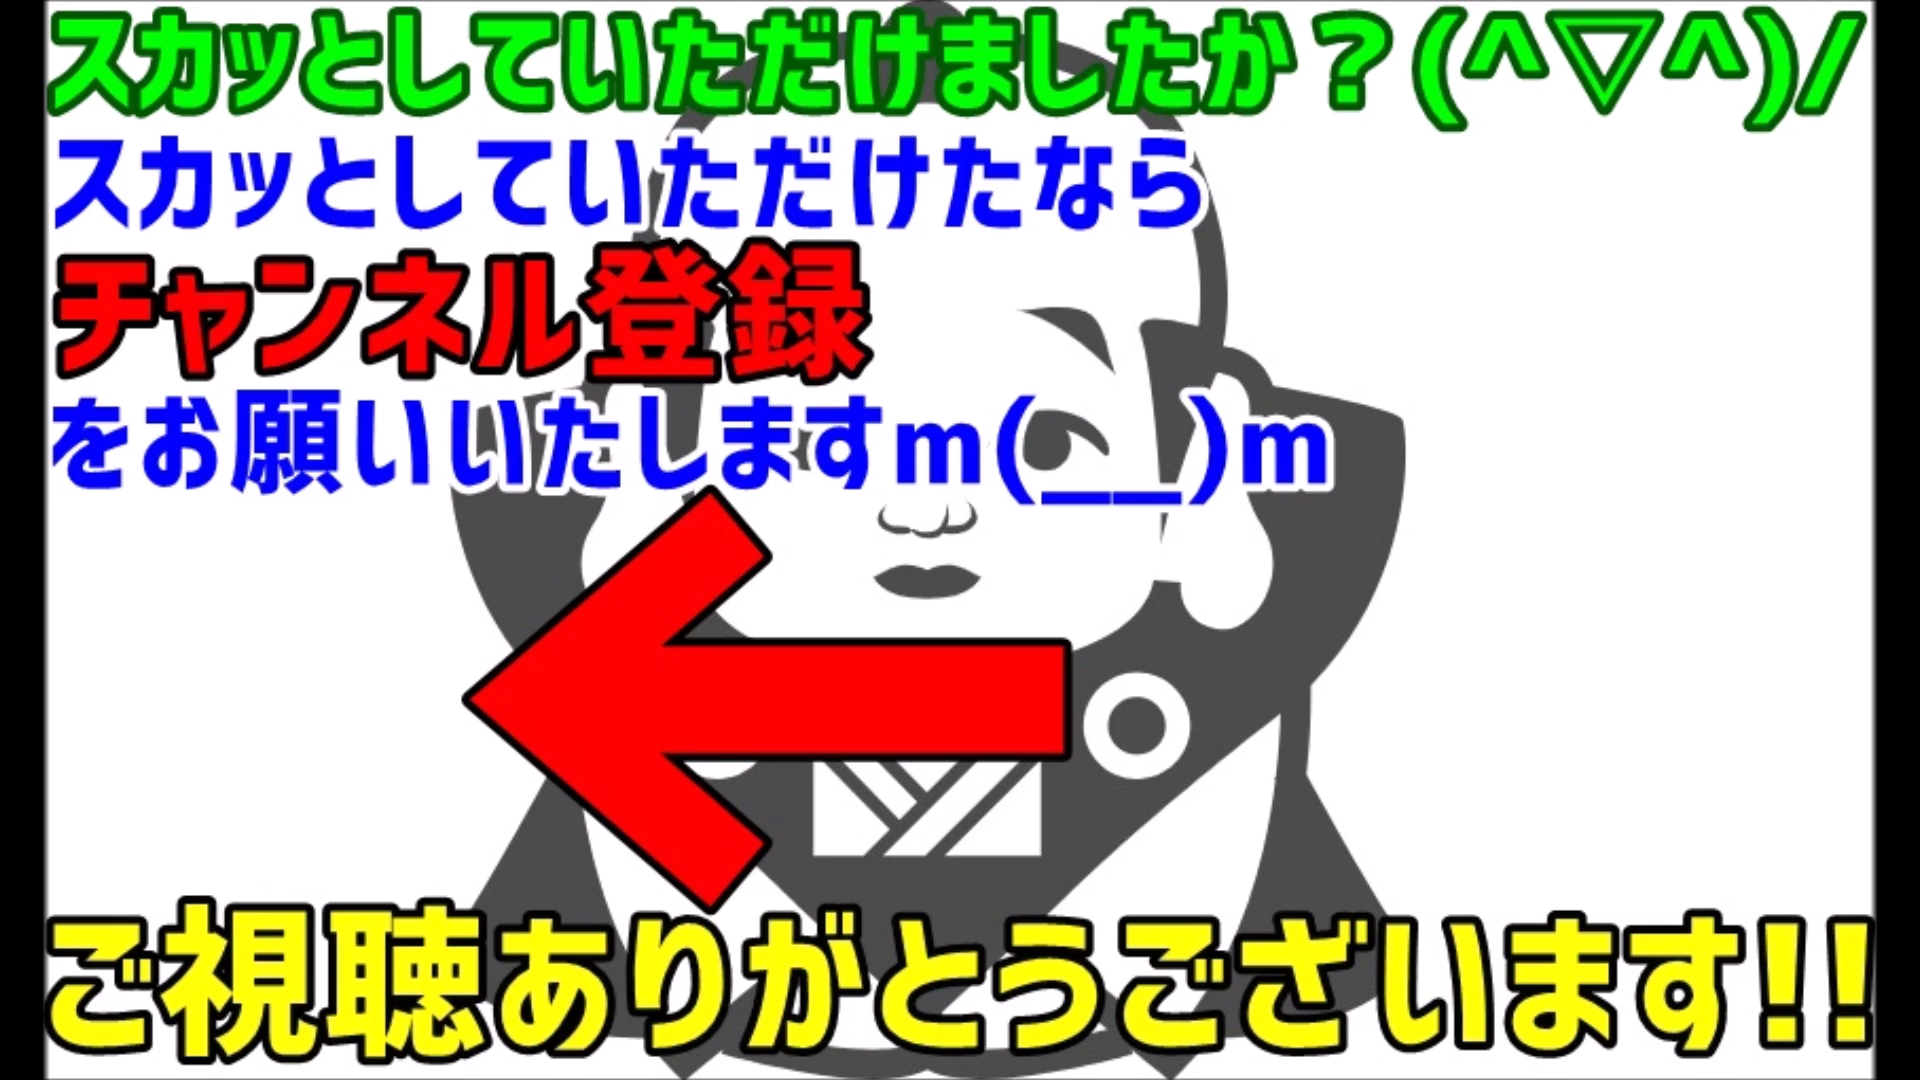 スカッとしていただけましたか？(^▽^)/
スカッとしていただけたなら
チャンネル登録
をお願いいたしますm(__)m
ご視聴ありがとうございます!!